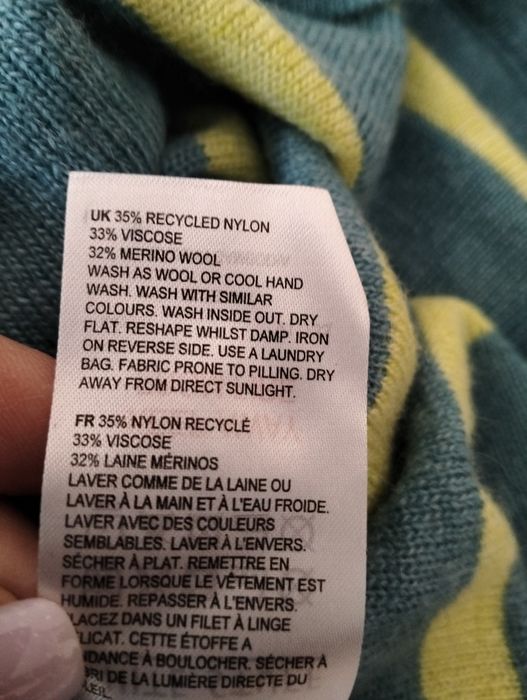 UK 35% RECYCLED NYLON
33% VISCOSE
32% MERINO WOOL
WASH AS WOOL OR COOL HAND
WASH. WASH WITH SIMILAR
COLOURS. WASH INSIDE OUT. DRY
FLAT. RESHAPE WHILST DAMP. IRON
ON REVERSE SIDE. USE A LAUNDRY
BAG. FABRIC PRONE TO PILLING. DRY
AWAY FROM DIRECT SUNLIGHT.
FR 35% NYLON RECYCLÉ
33% VISCOSE
32% LAINE MÉRINOS
LAVER COMME DE LA LAINE OU
LAVER À LA MAIN ET À L'EAU FROIDE.
LAVER AVEC DES COULEURS
SEMBLABLES. LAVER À L'ENVERS.
SÉCHER À PLAT. REMETTRE EN
FORME LORSQUE LE VÊTEMENT EST
HUMIDE. REPASSER À L'ENVERS.
LACEZ DANS UN FILET À LINGE
LICAT. CETTE ÉTOFFE A
NDANCE À BOULOCHER. SÉCHER À
BRI DE LA LUMIÈRE DIRECTE DU
LEIL.